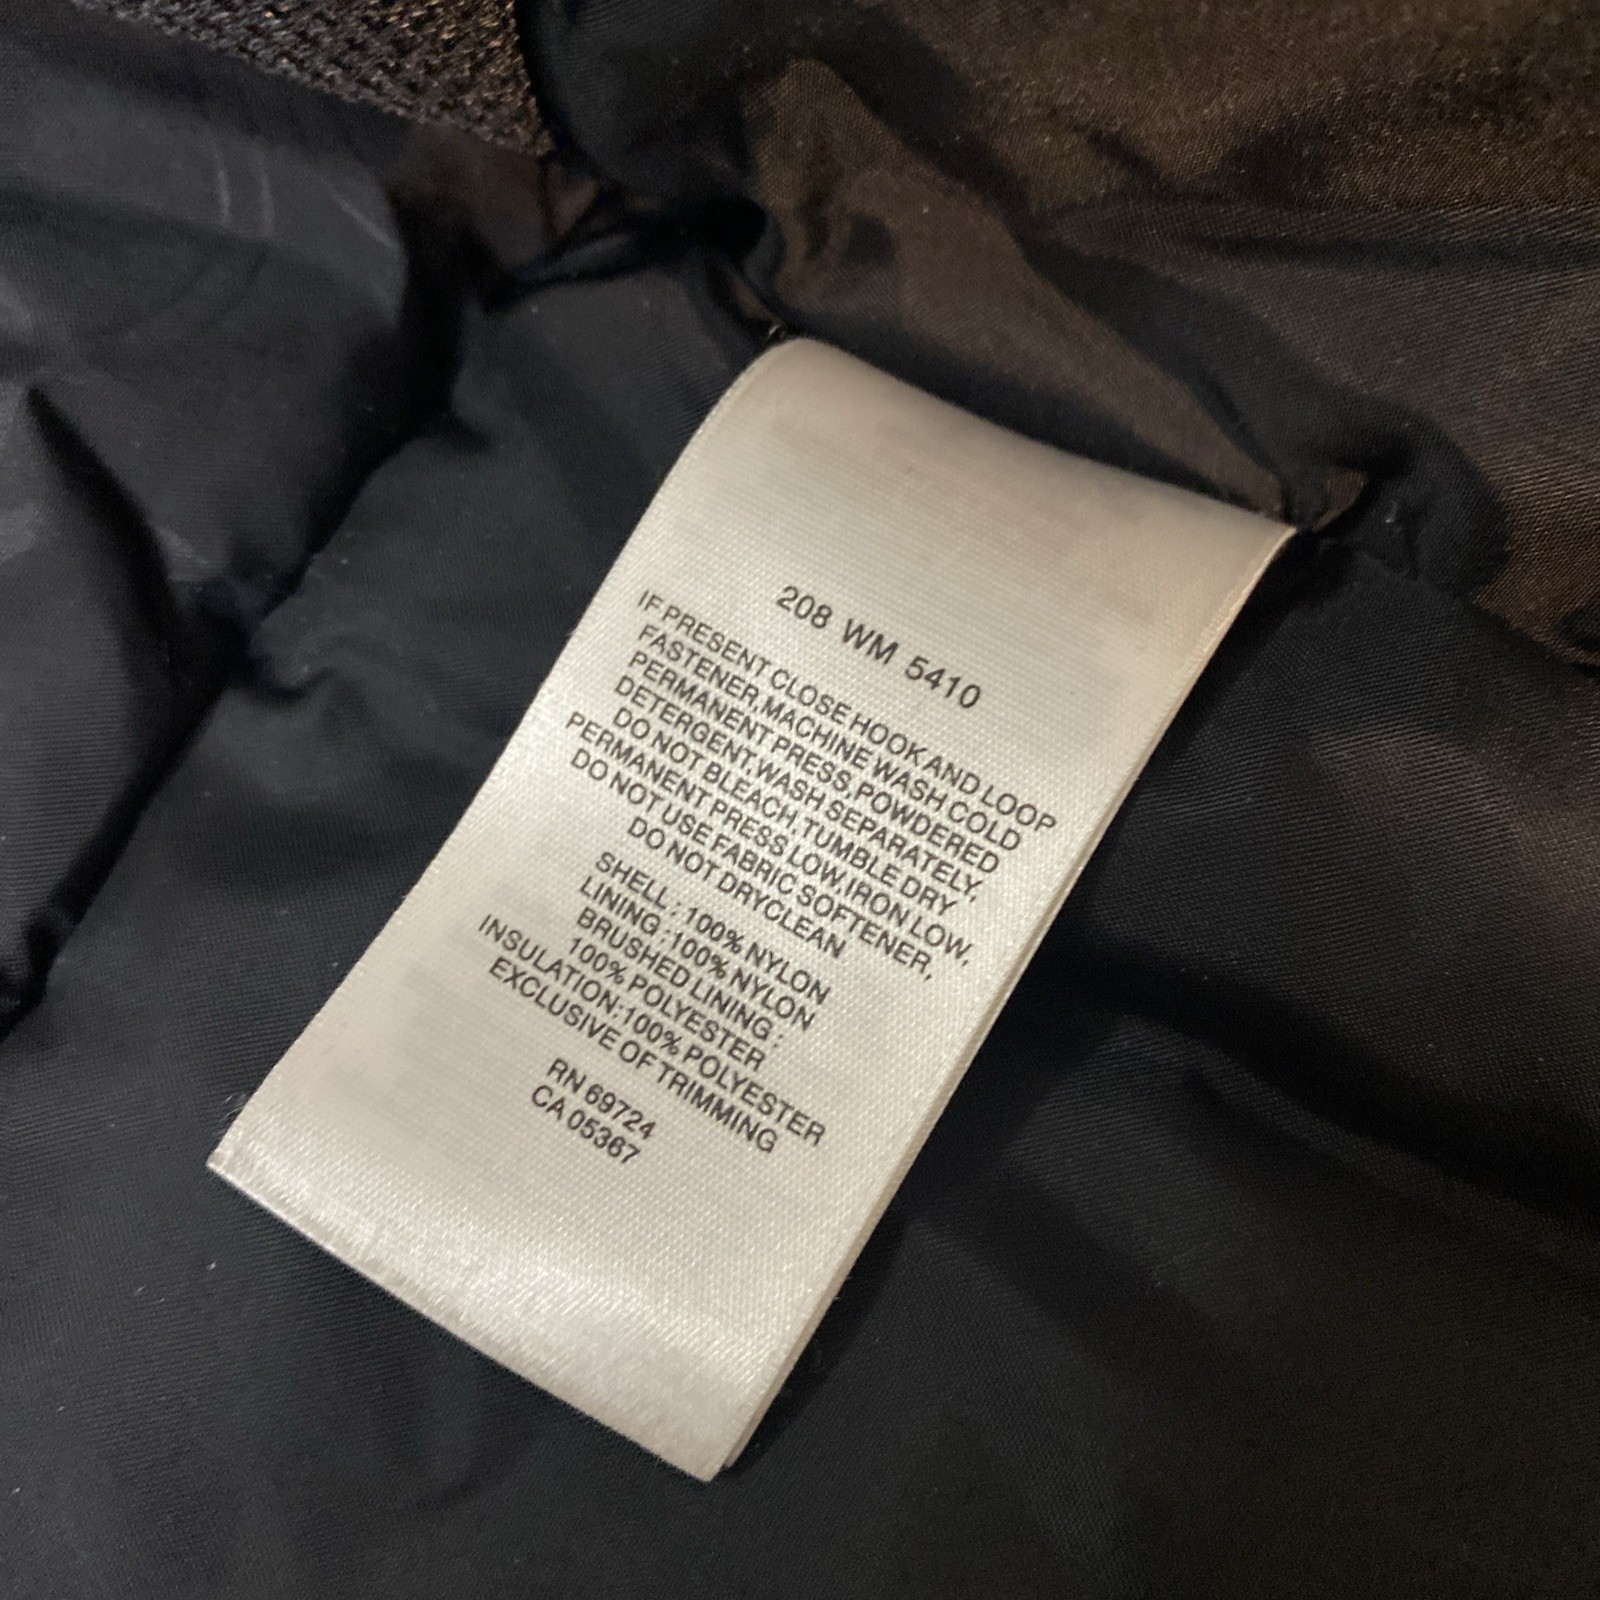 208 WM 5410
IF PRESENT CLOSE HOOK AND LOOP
FASTENER,MACHINE WASH COLD
PERMANENT PRESS,POWDERED
DETERGENT,WASH SEPARATELY,
DO NOT BLEACH,TUMBLE DRY
PERMANENT PRESS LOW,IRON LOW,
DO NOT USE FABRIC SOFTENER,
DO NOT DRYCLEAN
SHELL : 100% NYLON
LINING : 100% NYLON
BRUSHED LINING :
100% POLYESTER
INSULATION:100% POLYESTER
EXCLUSIVE OF TRIMMING
RN 69724
CA 05367